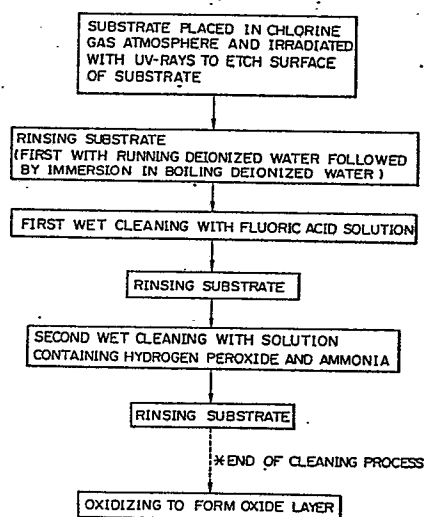 SUBSTRATE PLACED IN CHLORINE
GAS ATMOSPHERE AND IRRADIATED
WITH UV-RAYS TO ETCH SURFACE
OF SUBSTRATE
RINSING SUBSTRATE
(FIRST WITH RUNNING DEIONIZED WATER FOLLOWED
BY IMMERSION IN BOILING DEIONIZED WATER)
FIRST WET CLEANING WITH FLUORIC ACID SOLUTION
RINSING SUBSTRATE
SECOND WET CLEANING WITH SOLUTION
CONTAINING HYDROGEN PEROXIDE AND AMMONIA
RINSING SUBSTRATE
*END OF CLEANING PROCESS
OXIDIZING TO FORM OXIDE LAYER